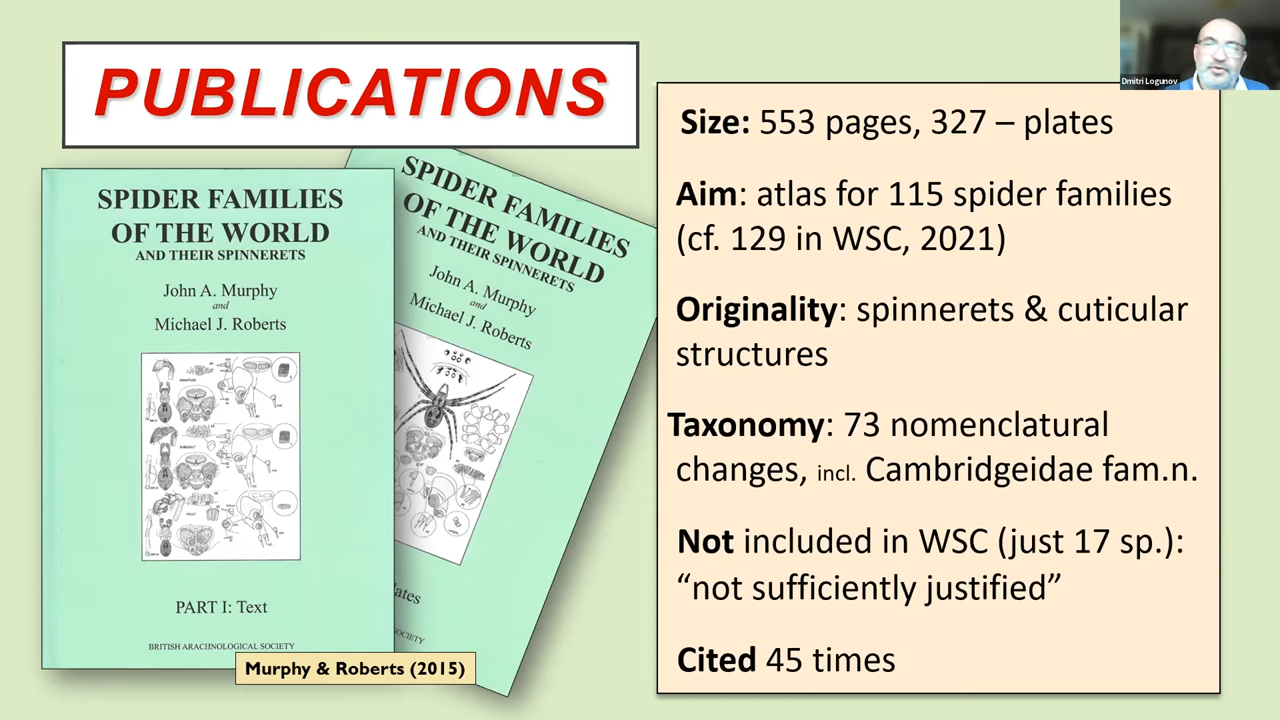 PUBLICATIONS
Dmitri Logunov
SPIDER FAMILIES
OF THE WORLD
AND THEIR SPINNERETS
John A. Murphy
and
Michael J. Roberts
PART I: Text
BRITISH ARACHNOLOGICAL SOCIETY
SPIDER FAMILIES
OF THE WORLD
AND THEIR SPINNERETS
John A. Murphy
and
Michael J. Roberts
ates
SOCIETY
Murphy & Roberts (2015)
Size: 553 pages, 327 – plates
Aim: atlas for 115 spider families
(cf. 129 in WSC, 2021)
Originality: spinnerets & cuticular
structures
Taxonomy: 73 nomenclatural
changes, incl. Cambridgeidae fam.n.
Not included in WSC (just 17 sp.):
“not sufficiently justified”
Cited 45 times